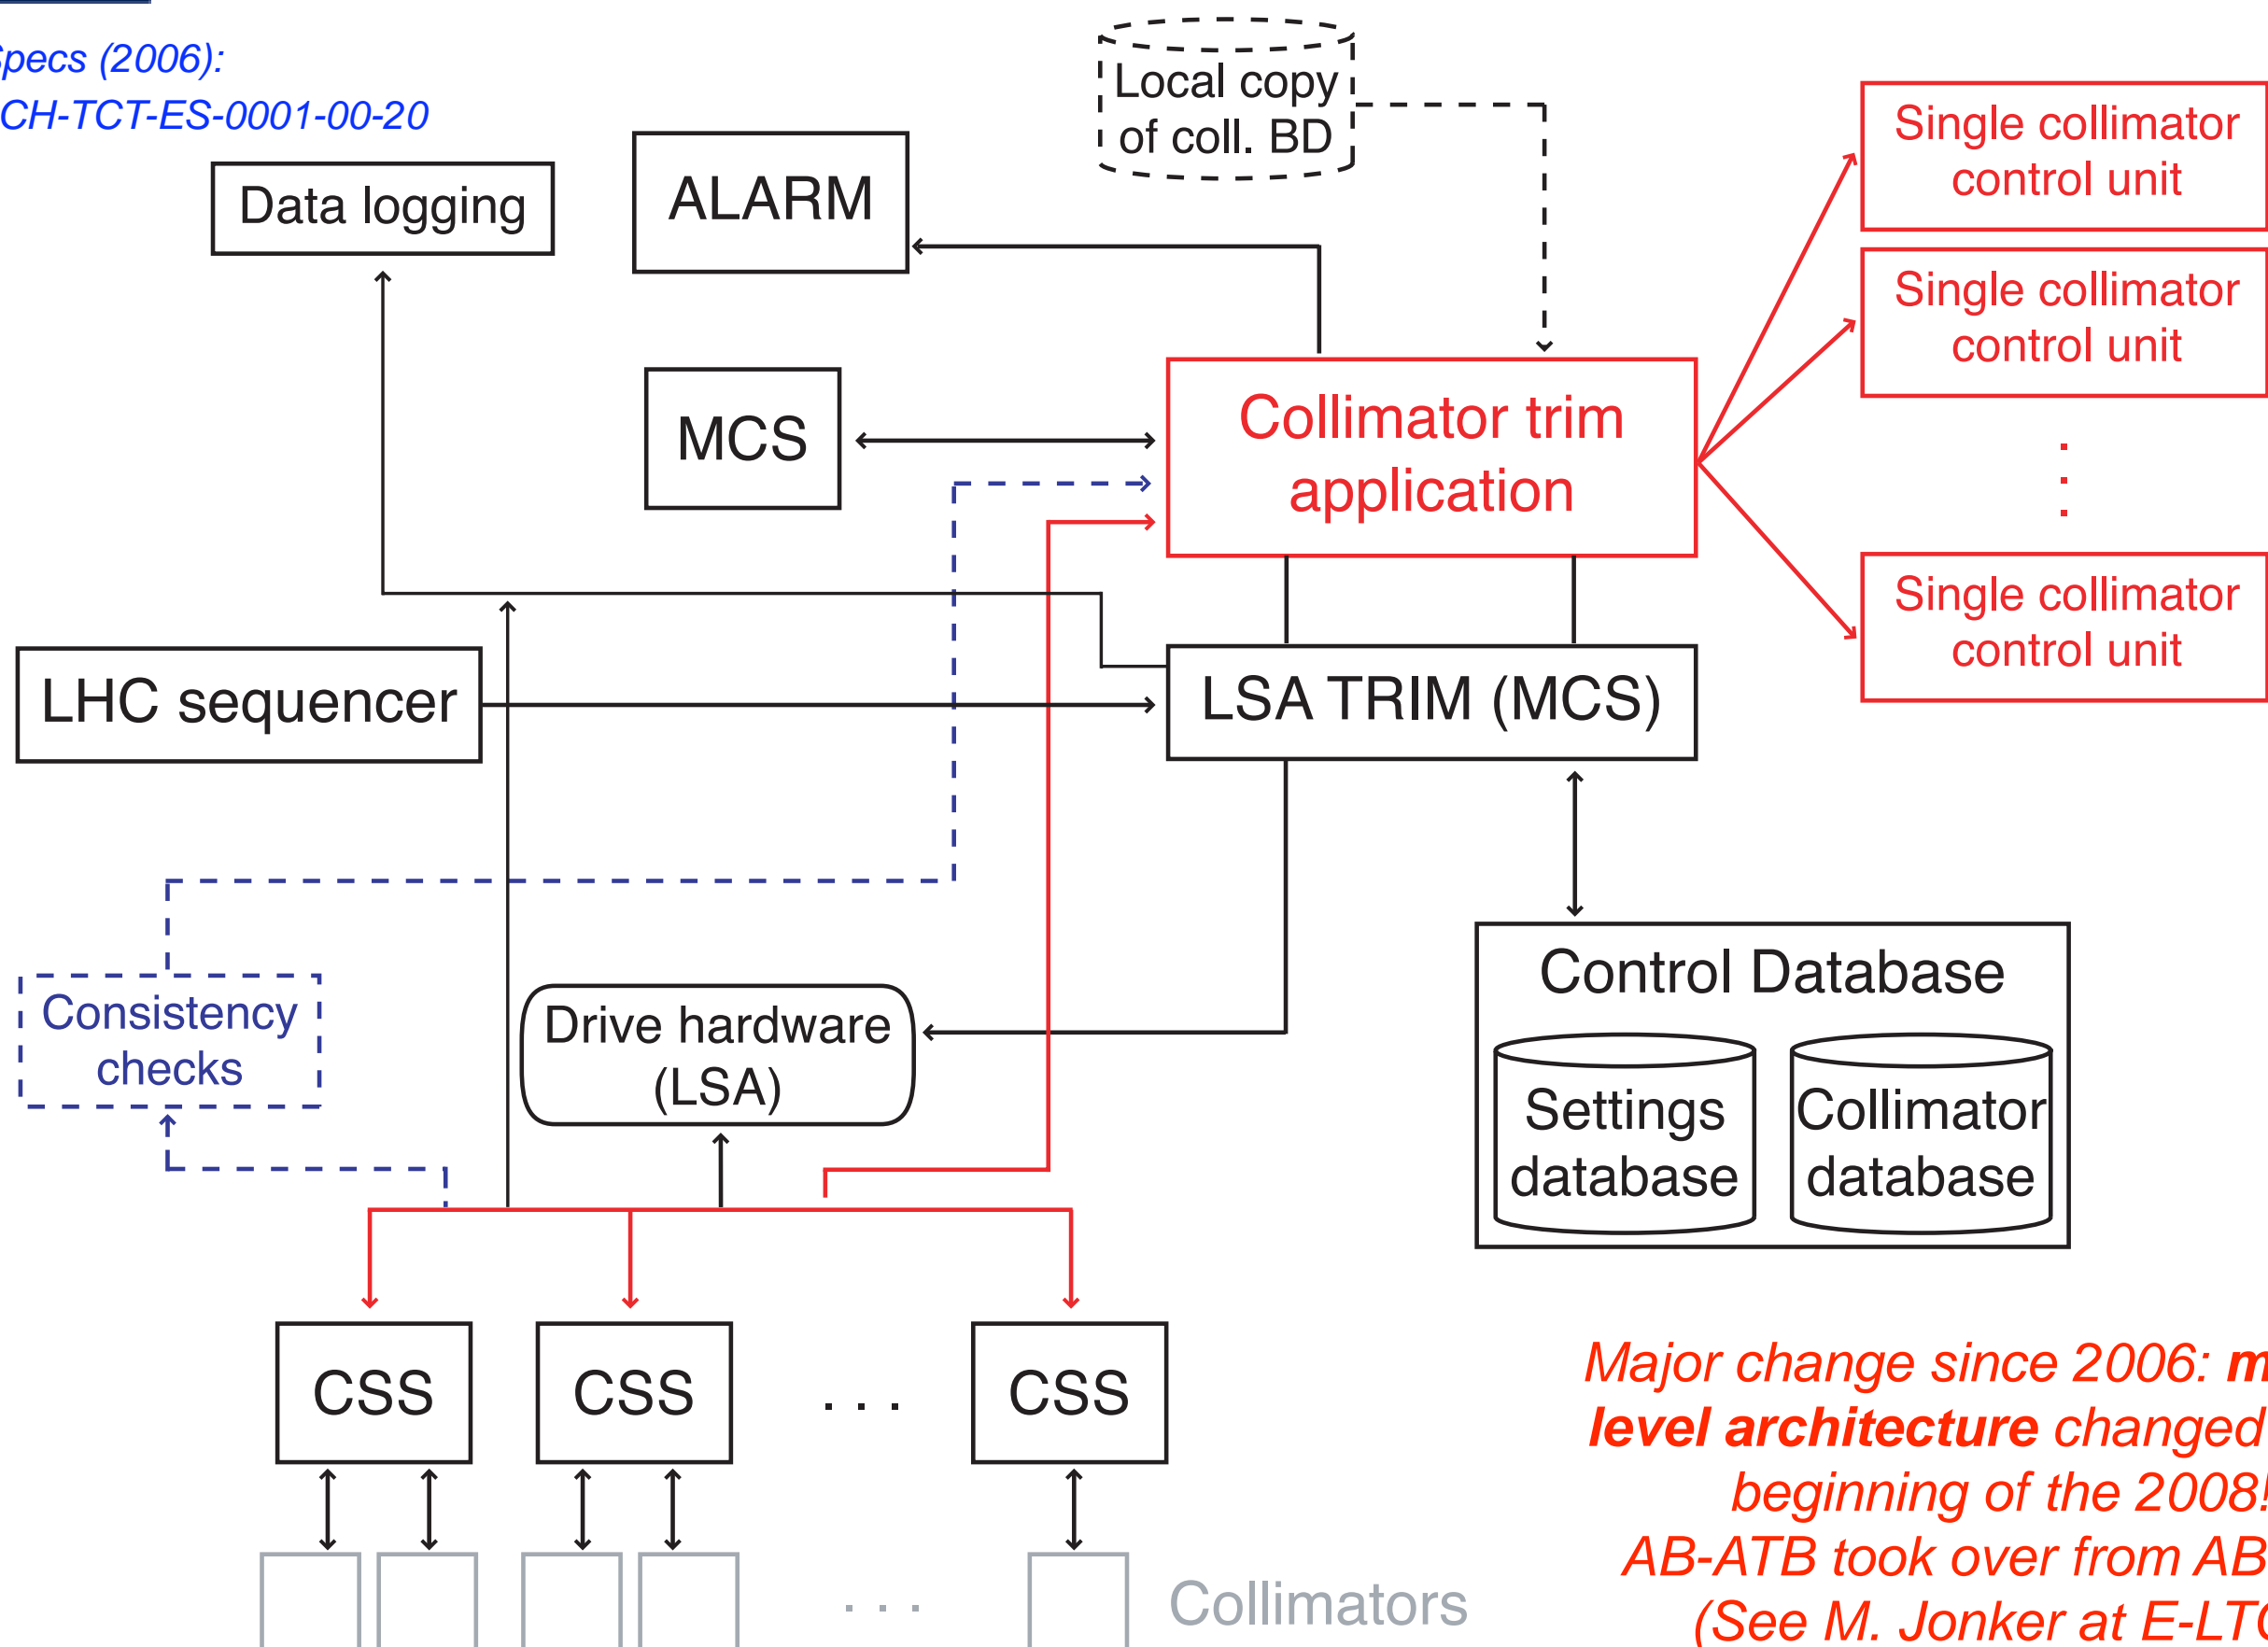 Specs (2006):
CH-TCT-ES-0001-00-20
Local copy
of coll. BD
Data logging
ALARM
Single collimator
control unit
Single collimator
control unit
MCS
Collimator trim
application
Single collimator
control unit
LHC sequencer
LSA TRIM (MCS)
Consistency
checks
Drive hardware
(LSA)
Control Database
Settings
database
Collimator
database
CSS
CSS
. . .
CSS
. . .
Collimators
Major change since 2006:
level architecture changed
beginning of the 2008!
AB-ATB took over from AB
(See M. Jonker at